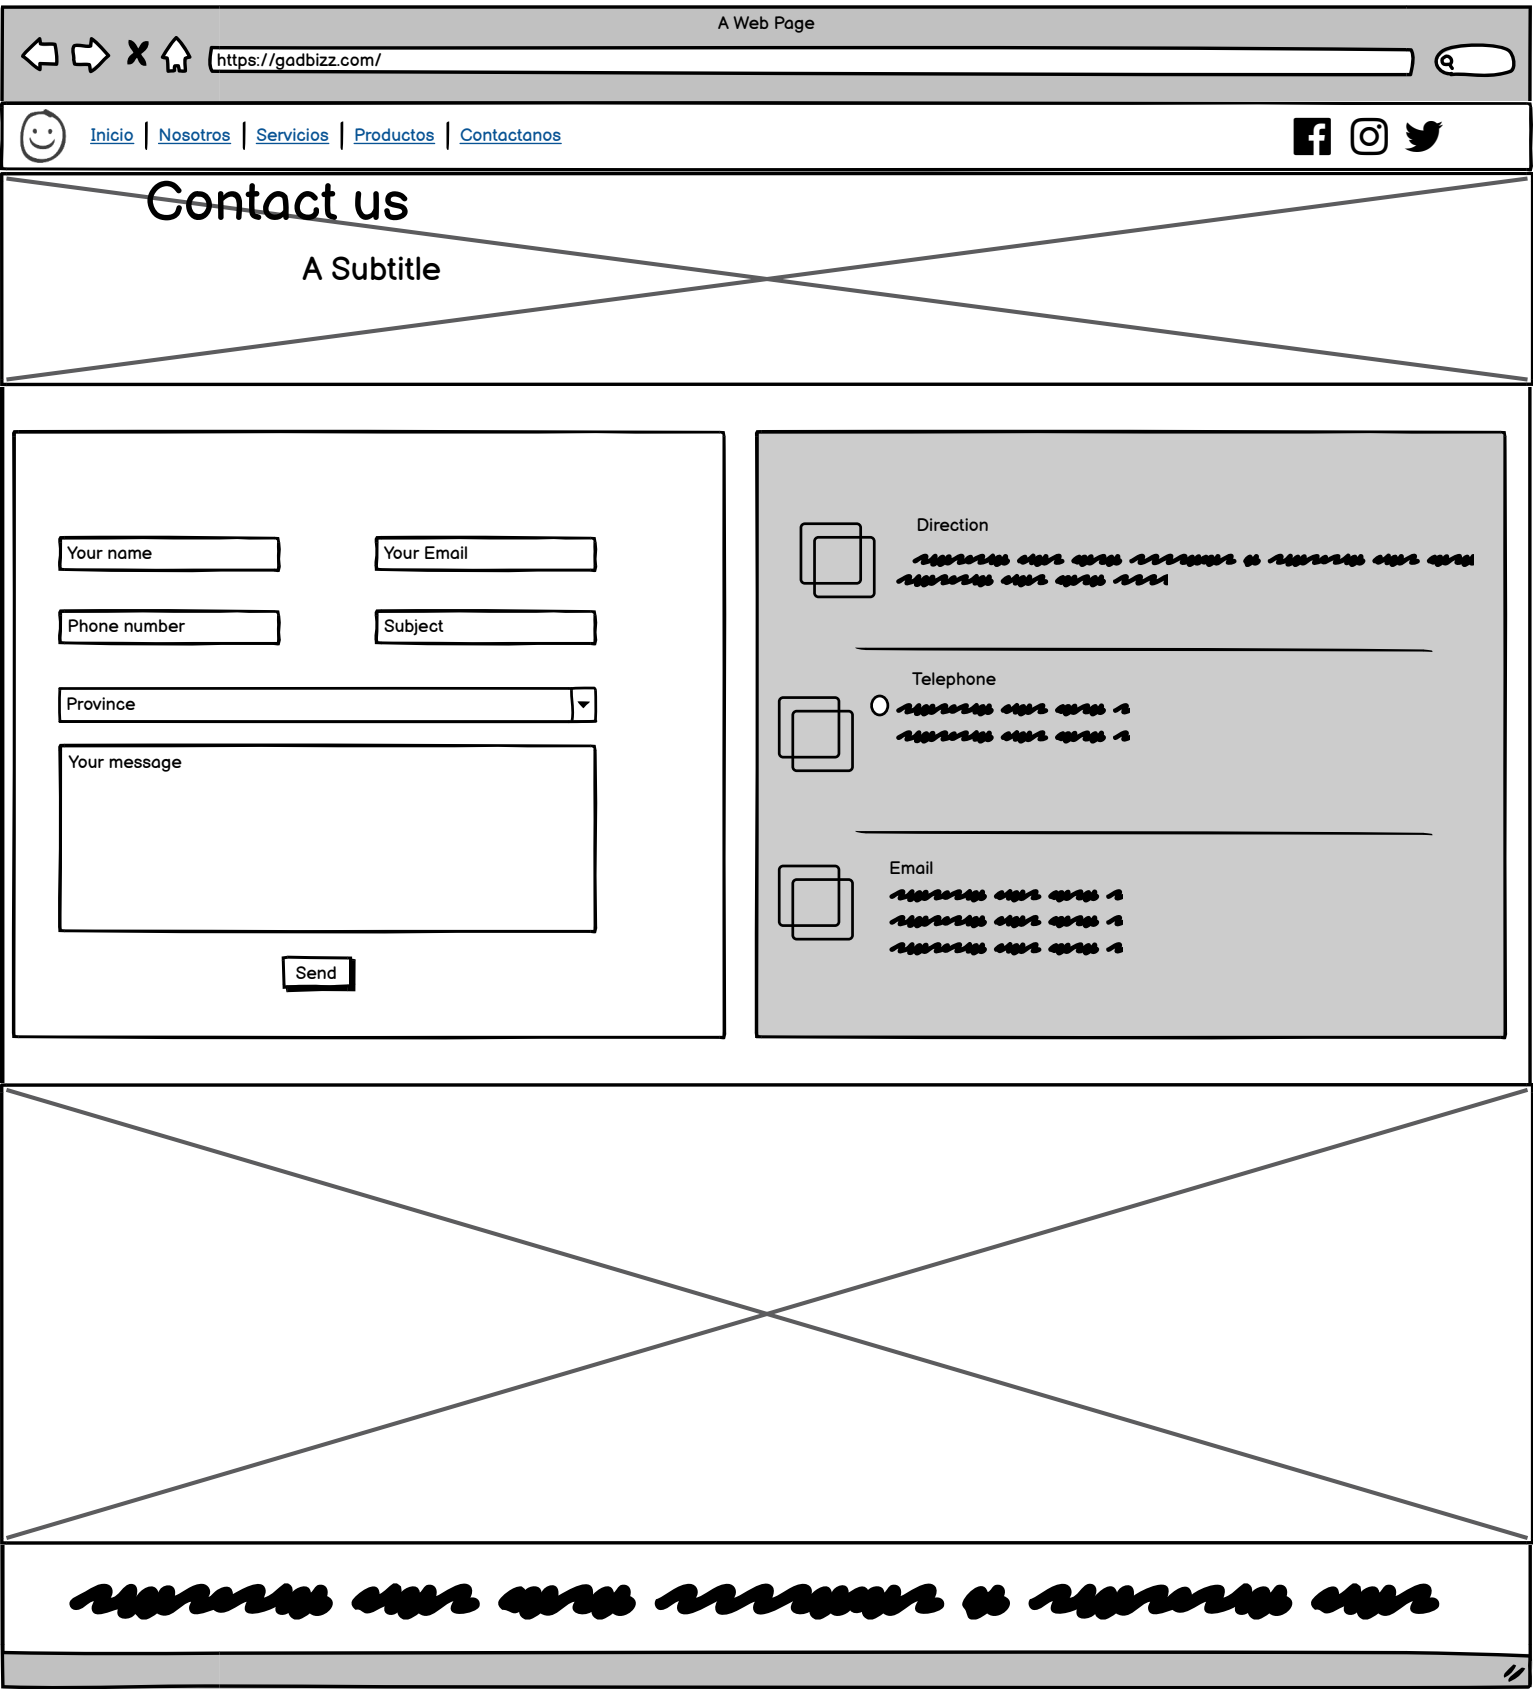 A Web Page
https://gadbizz.com/
Inicio Nosotros Servicios Productos Contactanos
Contact us
A Subtitle
Your name Your Email
Phone number Subject
Province
Your message
Send
Direction
Telephone
Email